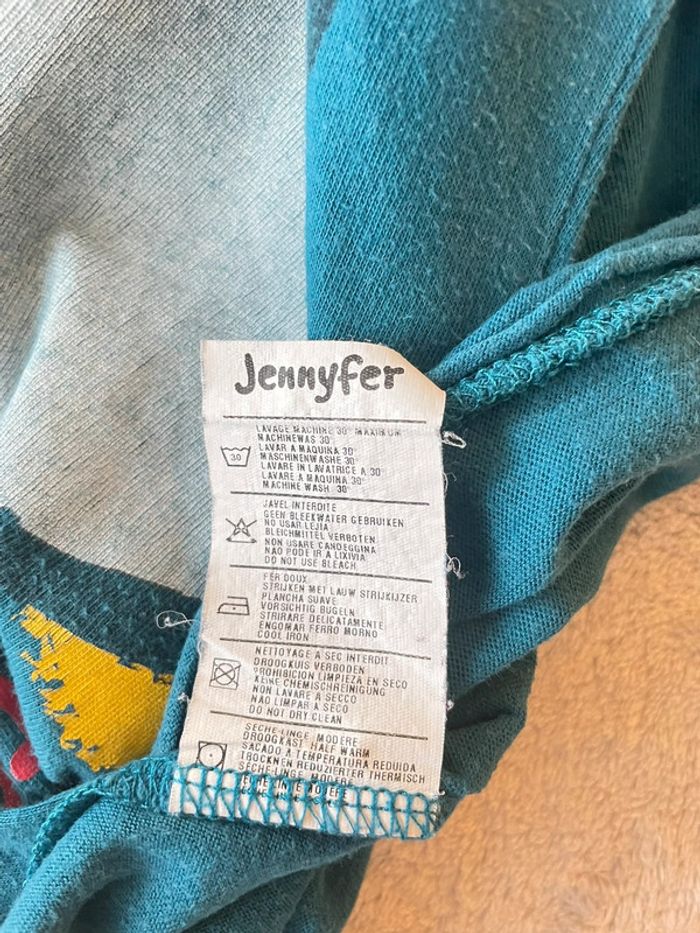 Jennyfer
LAVAGE MACHINE 30° MAXIMUM
MACHINEWAS 30°
LAVAR A MAQUINA 30°
MASCHINENWASHE 30°
LAVARE IN LAVATRICE A 30°
LAVARE A MAQUINA 30°
MACHINE WASH 30°
30
JAVEL INTERDITE
GEEN BLEEKWATER GEBRUIKEN
NO USAR LEJIA
BLEICHMITTEL VERBOTEN
NON USARE CANDEGGINA
NAO PODE IR A LIXIVIA
DO NOT USE BLEACH
FER DOUX
STRIJKEN MET LAUW STRIJKIJZER
PLANCHA SUAVE
VORSICHTIG BUGELN
STIRARE DELICATAMENTE
ENGOMAR FERRO MORNO
COOL IRON
NETTOYAGE A SEC INTERDIT
DROOGKUIS VERBODEN
PROHIBICION LIMPIEZA EN SECO
KEINE CHEMISCHREINIGUNG
NON LAVARE A SECCO
NAO LIMPAR A SECO
DO NOT DRY CLEAN
SECHE-LINGE MODERE
DROOGKAST HALF WARM
SACADO A TEMPERATURA REDUIDA
TROCKNEN REDUZIERTER THERMISCH
SECHE-LINGE MODERE